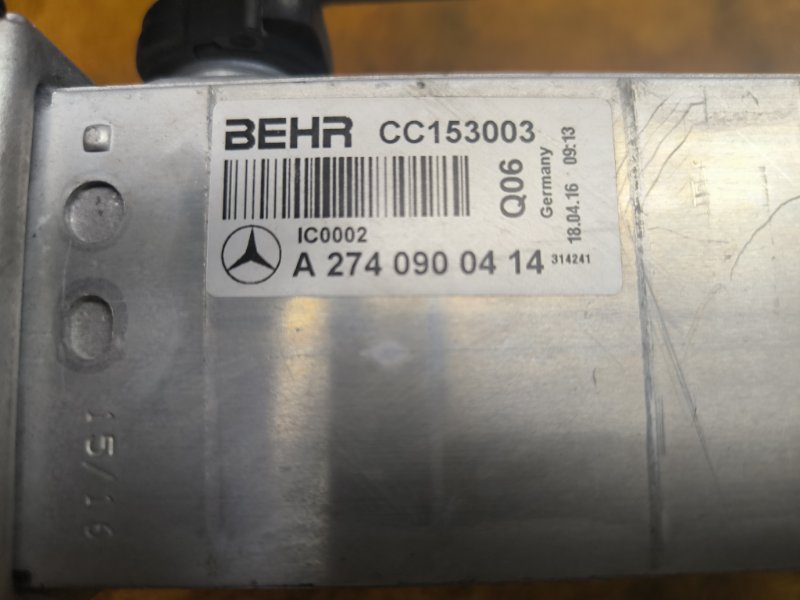 BEHR CC153003
Q06
Germany
18.04.16 09:13
IC0002
A 274 090 04 14 314241
15/16